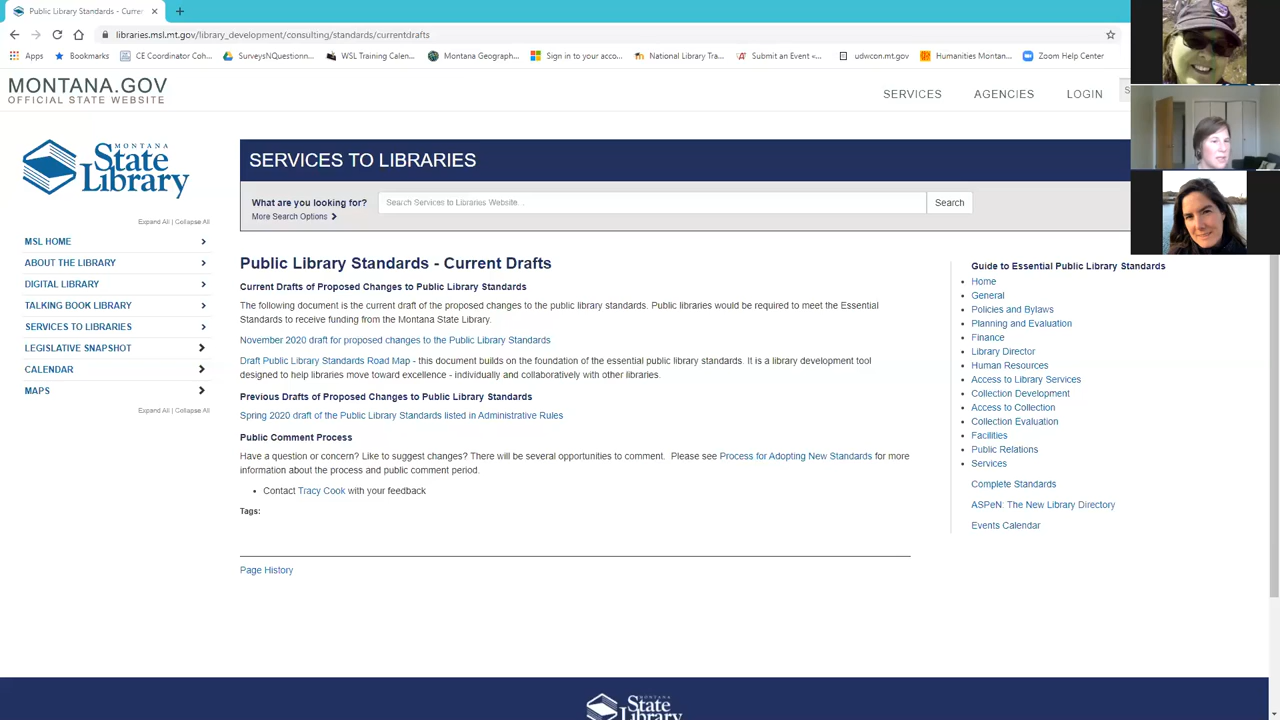 Public Library Standards - Curre
libraries.msl.mt.gov/library_development/consulting/standards/currentdrafts
Apps
Bookmarks
CE Coordinator Coh...
SurveysNQuestionn...
WSL Training Calen...
Montana Geograph...
Sign in to your acco...
National Library Tra...
Submit an Event «...
udwcon.mt.gov
Humanities Montan...
Zoom Help Center
MONTANA.GOV
OFFICIAL STATE WEBSITE
SERVICES
AGENCIES
LOGIN
MONTANA
State
Library
Expand All | Collapse All
MSL HOME
ABOUT THE LIBRARY
DIGITAL LIBRARY
TALKING BOOK LIBRARY
SERVICES TO LIBRARIES
LEGISLATIVE SNAPSHOT
CALENDAR
MAPS
Expand All | Collapse All
SERVICES TO LIBRARIES
What are you looking for?
Search Services to Libraries Website...
Search
More Search Options
Public Library Standards - Current Drafts
Current Drafts of Proposed Changes to Public Library Standards
The following document is the current draft of the proposed changes to the public library standards. Public libraries would be required to meet the Essential
Standards to receive funding from the Montana State Library.
November 2020 draft for proposed changes to the Public Library Standards
Draft Public Library Standards Road Map - this document builds on the foundation of the essential public library standards. It is a library development tool
designed to help libraries move toward excellence - individually and collaboratively with other libraries.
Previous Drafts of Proposed Changes to Public Library Standards
Spring 2020 draft of the Public Library Standards listed in Administrative Rules
Public Comment Process
Have a question or concern? Like to suggest changes? There will be several opportunities to comment. Please see Process for Adopting New Standards for more
information about the process and public comment period.
Contact Tracy Cook with your feedback
Tags:
Page History
Guide to Essential Public Library Standards
Home
General
Policies and Bylaws
Planning and Evaluation
Finance
Library Director
Human Resources
Access to Library Services
Collection Development
Access to Collection
Collection Evaluation
Facilities
Public Relations
Services
Complete Standards
ASPeN: The New Library Directory
Events Calendar
State
Library